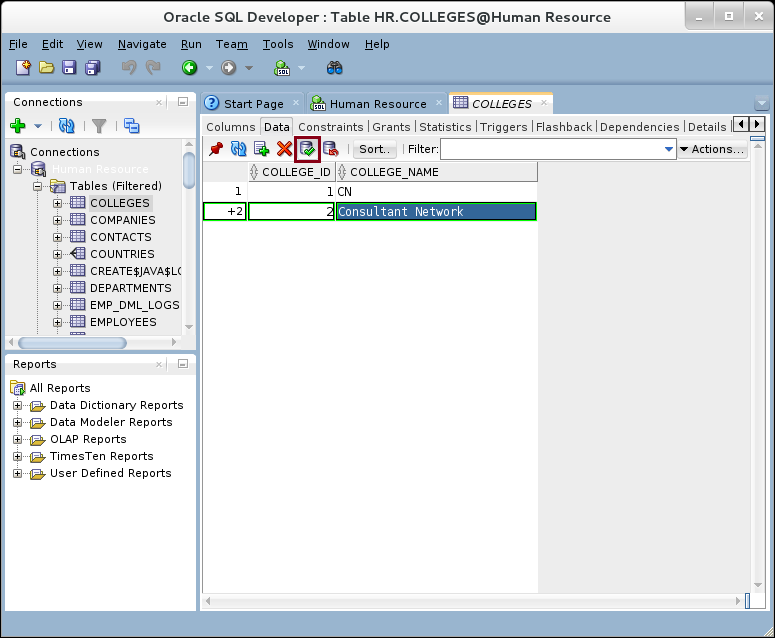 Oracle SQL Developer : Table HR.COLLEGES@Human Resource
File Edit View Navigate Run Team Tools Window Help
SQL
Connections
Connections
Human Resource
Tables (Filtered)
COLLEGES
COMPANIES
CONTACTS
COUNTRIES
CREATE$JAVA$LO
DEPARTMENTS
EMP_DML_LOGS
EMPLOYEES
Reports
All Reports
Data Dictionary Reports
Data Modeler Reports
OLAP Reports
TimesTen Reports
User Defined Reports
Start Page Human Resource COLLEGES
Columns Data Constraints Grants Statistics Triggers Flashback Dependencies Details
Sort.. Filter: Actions...
COLLEGE_ID COLLEGE_NAME
1 1 CN
+2 2 Consultant Network